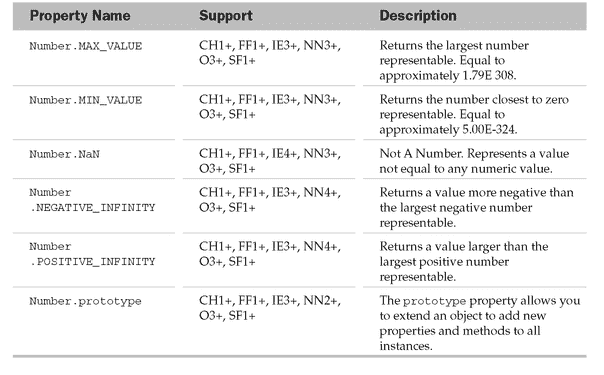 Property Name Support Description
Number.MAX_VALUE CH1+, FF1+, IE3+, NN3+, Returns the largest number
O3+, SF1+ representable. Equal to
approximately 1.79E 308.
Number.MIN_VALUE CH1+, FF1+, IE3+, NN3+, Returns the number closest to zero
O3+, SF1+ representable. Equal to
approximately 5.00E-324.
Number.NaN CH1+, FF1+, IE4+, NN3+, Not A Number. Represents a value
O3+, SF1+ not equal to any numeric value.
Number CH1+, FF1+, IE3+, NN4+, Returns a value more negative than
.NEGATIVE_INFINITY O3+, SF1+ the largest negative number
representable.
Number CH1+, FF1+, IE3+, NN4+, Returns a value larger than the
.POSITIVE_INFINITY O3+, SF1+ largest positive number
representable.
Number.prototype CH1+, FF1+, IE3+, NN2+, The prototype property allows you
O3+, SF1+ to extend an object to add new
properties and methods to all
instances.